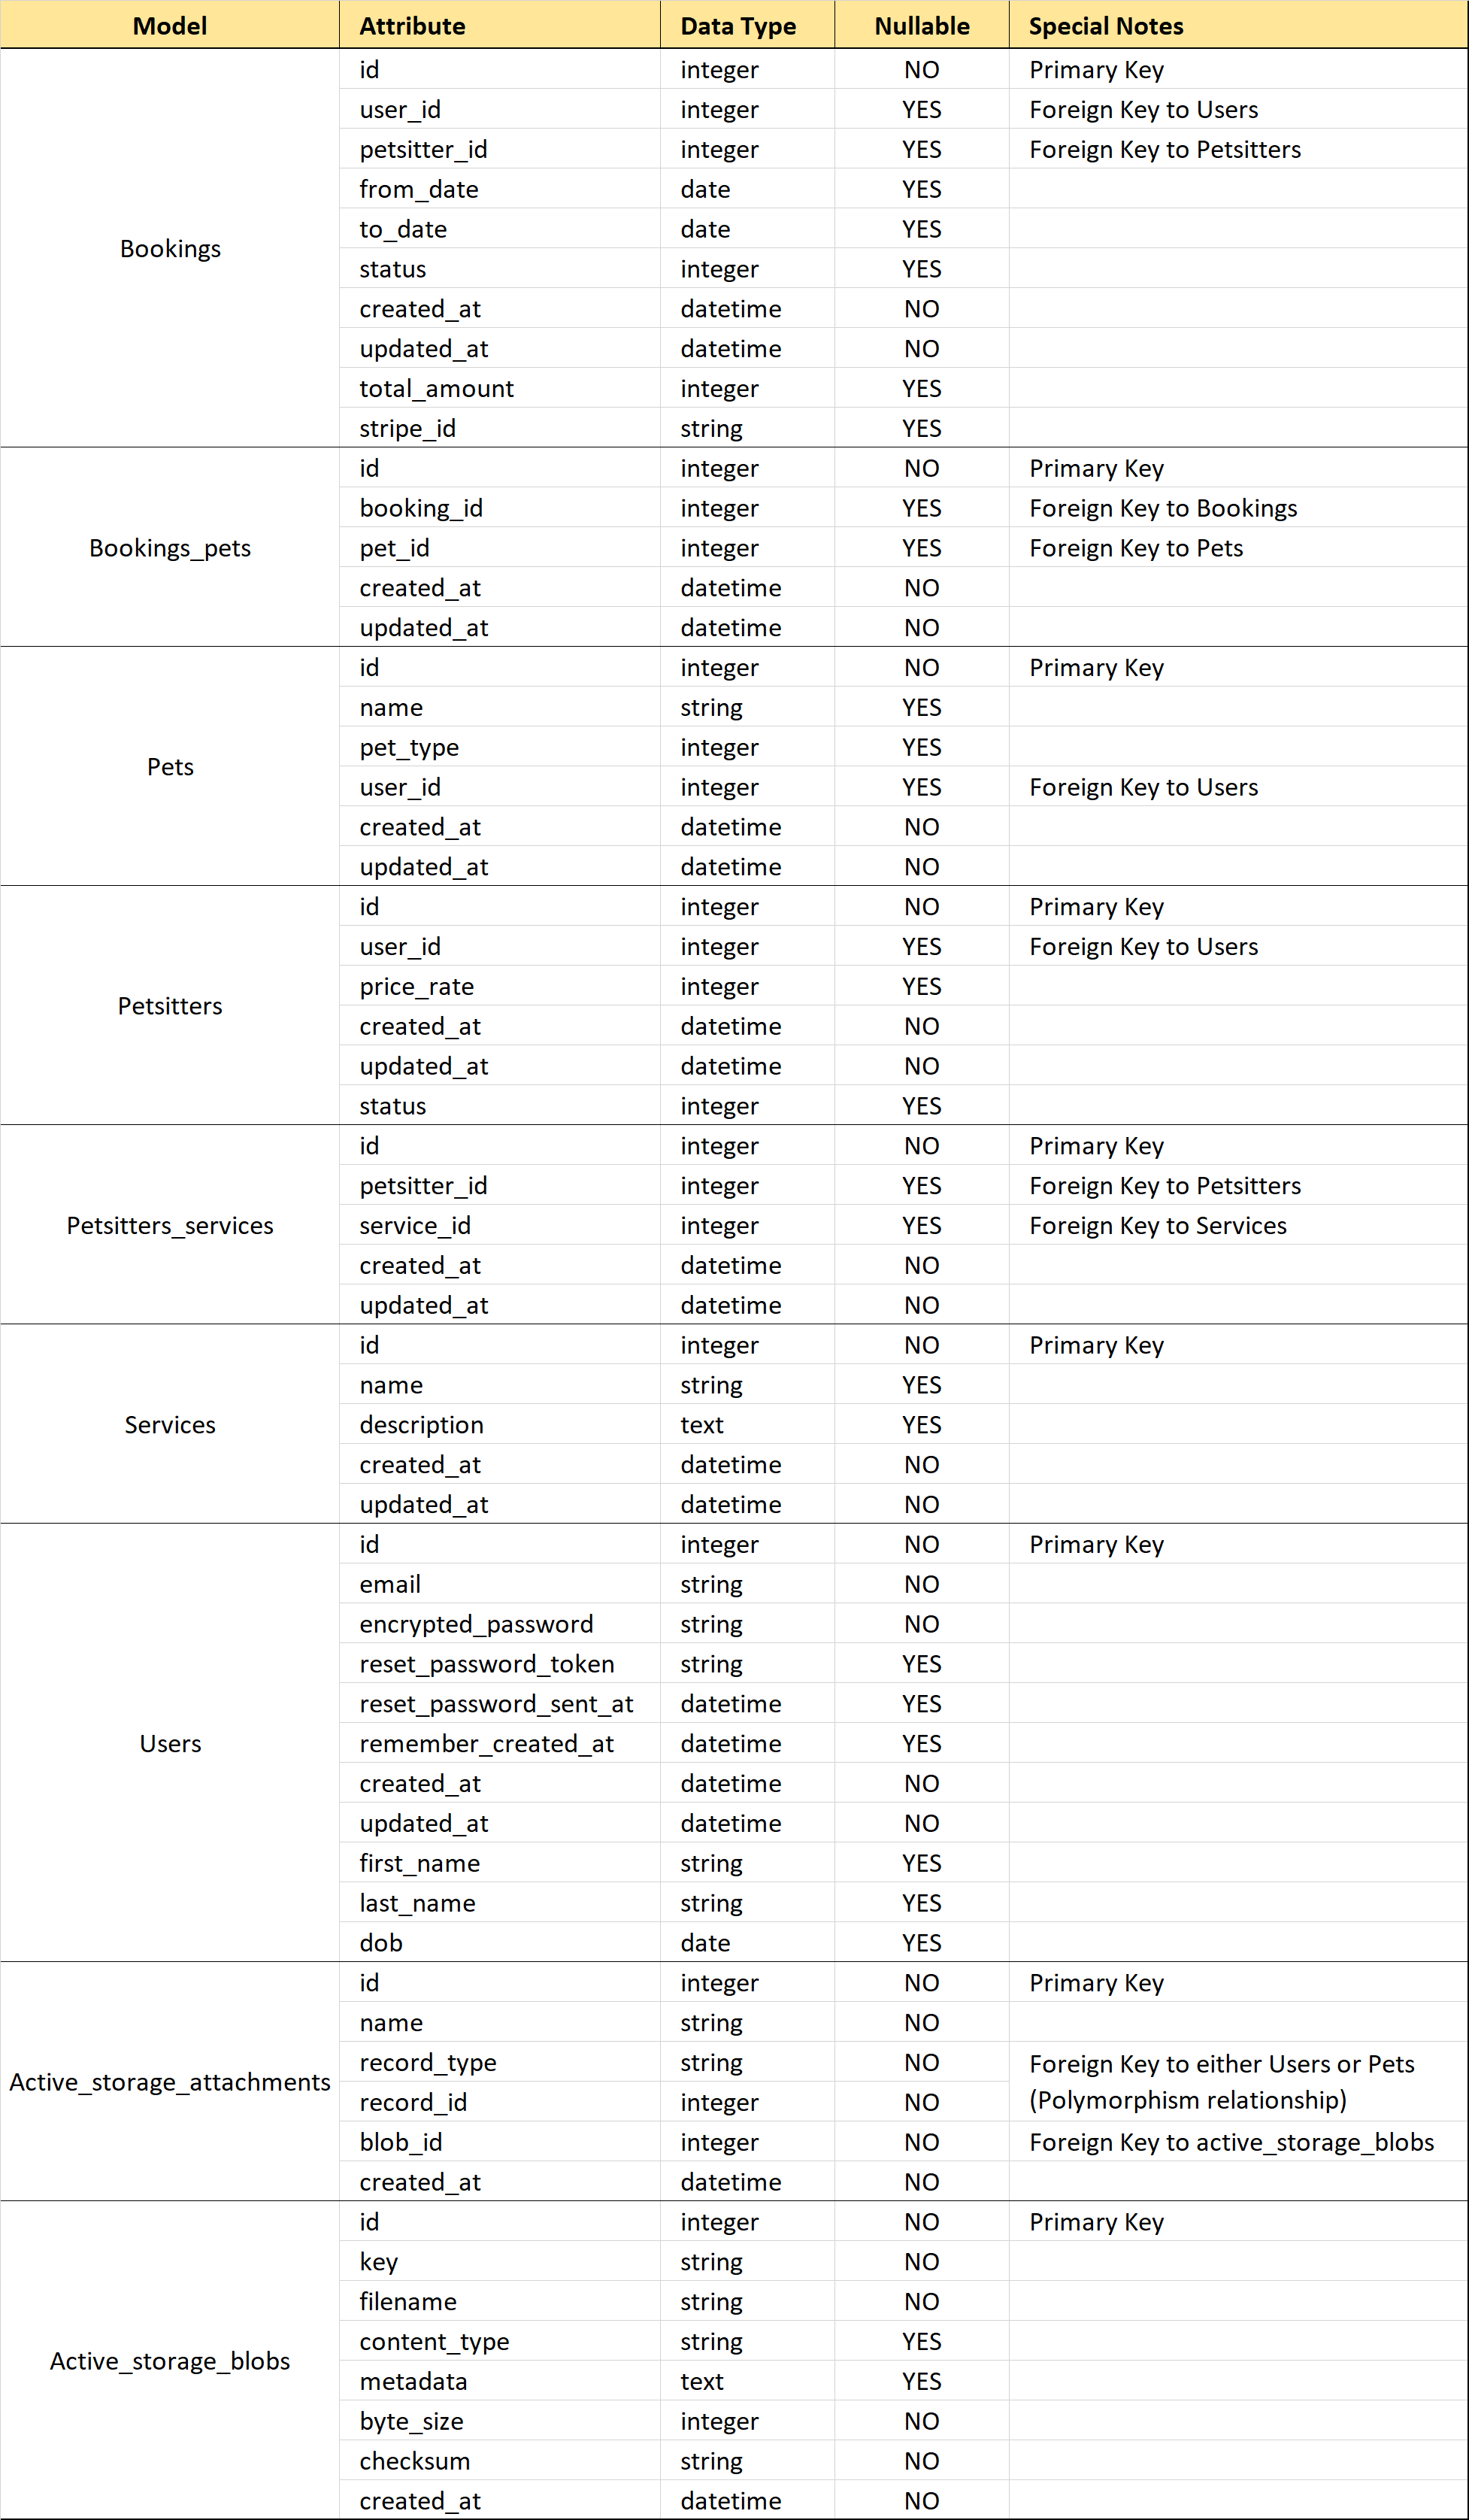 Model Attribute Data Type Nullable Special Notes
Bookings
id integer NO Primary Key
user_id integer YES Foreign Key to Users
petsitter_id integer YES Foreign Key to Petsitters
from_date date YES
to_date date YES
status integer YES
created_at datetime NO
updated_at datetime NO
total_amount integer YES
stripe_id string YES
Bookings_pets
id integer NO Primary Key
booking_id integer YES Foreign Key to Bookings
pet_id integer YES Foreign Key to Pets
created_at datetime NO
updated_at datetime NO
Pets
id integer NO Primary Key
name string YES
pet_type integer YES
user_id integer YES Foreign Key to Users
created_at datetime NO
updated_at datetime NO
Petsitters
id integer NO Primary Key
user_id integer YES Foreign Key to Users
price_rate integer YES
created_at datetime NO
updated_at datetime NO
status integer YES
Petsitters_services
id integer NO Primary Key
petsitter_id integer YES Foreign Key to Petsitters
service_id integer YES Foreign Key to Services
created_at datetime NO
updated_at datetime NO
Services
id integer NO Primary Key
name string YES
description text YES
created_at datetime NO
updated_at datetime NO
Users
id integer NO Primary Key
email string NO
encrypted_password string NO
reset_password_token string YES
reset_password_sent_at datetime YES
remember_created_at datetime YES
created_at datetime NO
updated_at datetime NO
first_name string YES
last_name string YES
dob date YES
Active_storage_attachments
id integer NO Primary Key
name string NO
record_type string NO Foreign Key to either Users or Pets
record_id integer NO (Polymorphism relationship)
blob_id integer NO Foreign Key to active_storage_blobs
created_at datetime NO
Active_storage_blobs
id integer NO Primary Key
key string NO
filename string NO
content_type string YES
metadata text YES
byte_size integer NO
checksum string NO
created_at datetime NO